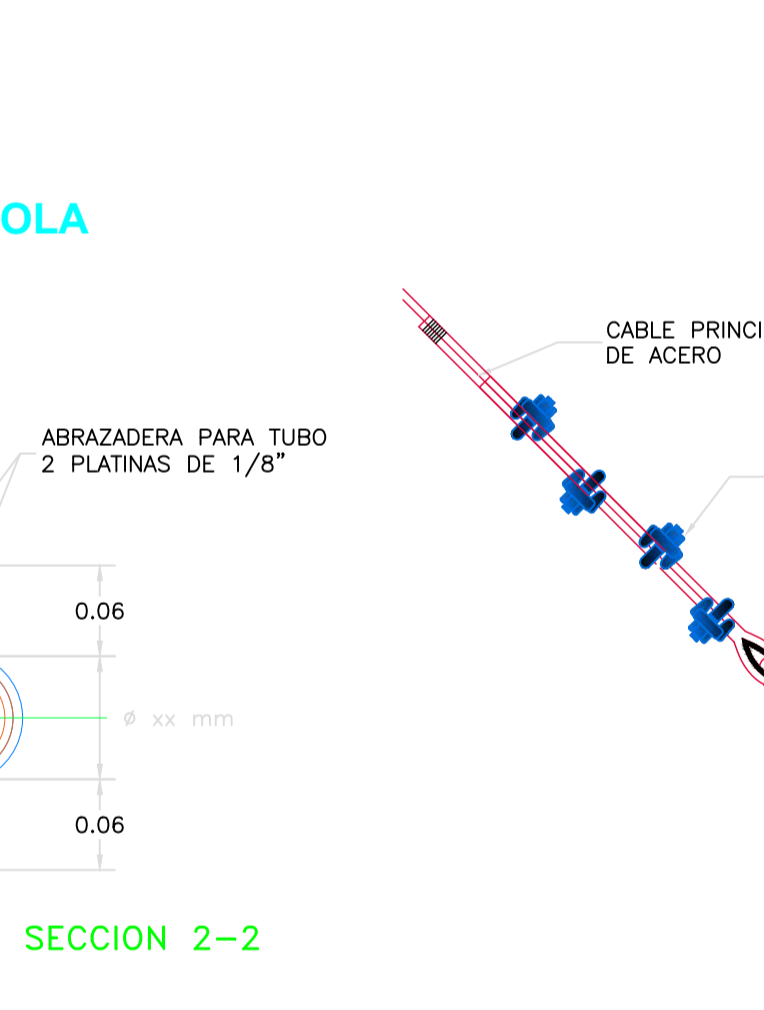 OLA
CABLE PRINCI
DE ACERO
ABRAZADERA PARA TUBO
2 PLATINAS DE 1/8”
0.06
ø xx mm
0.06
SECCION 2-2